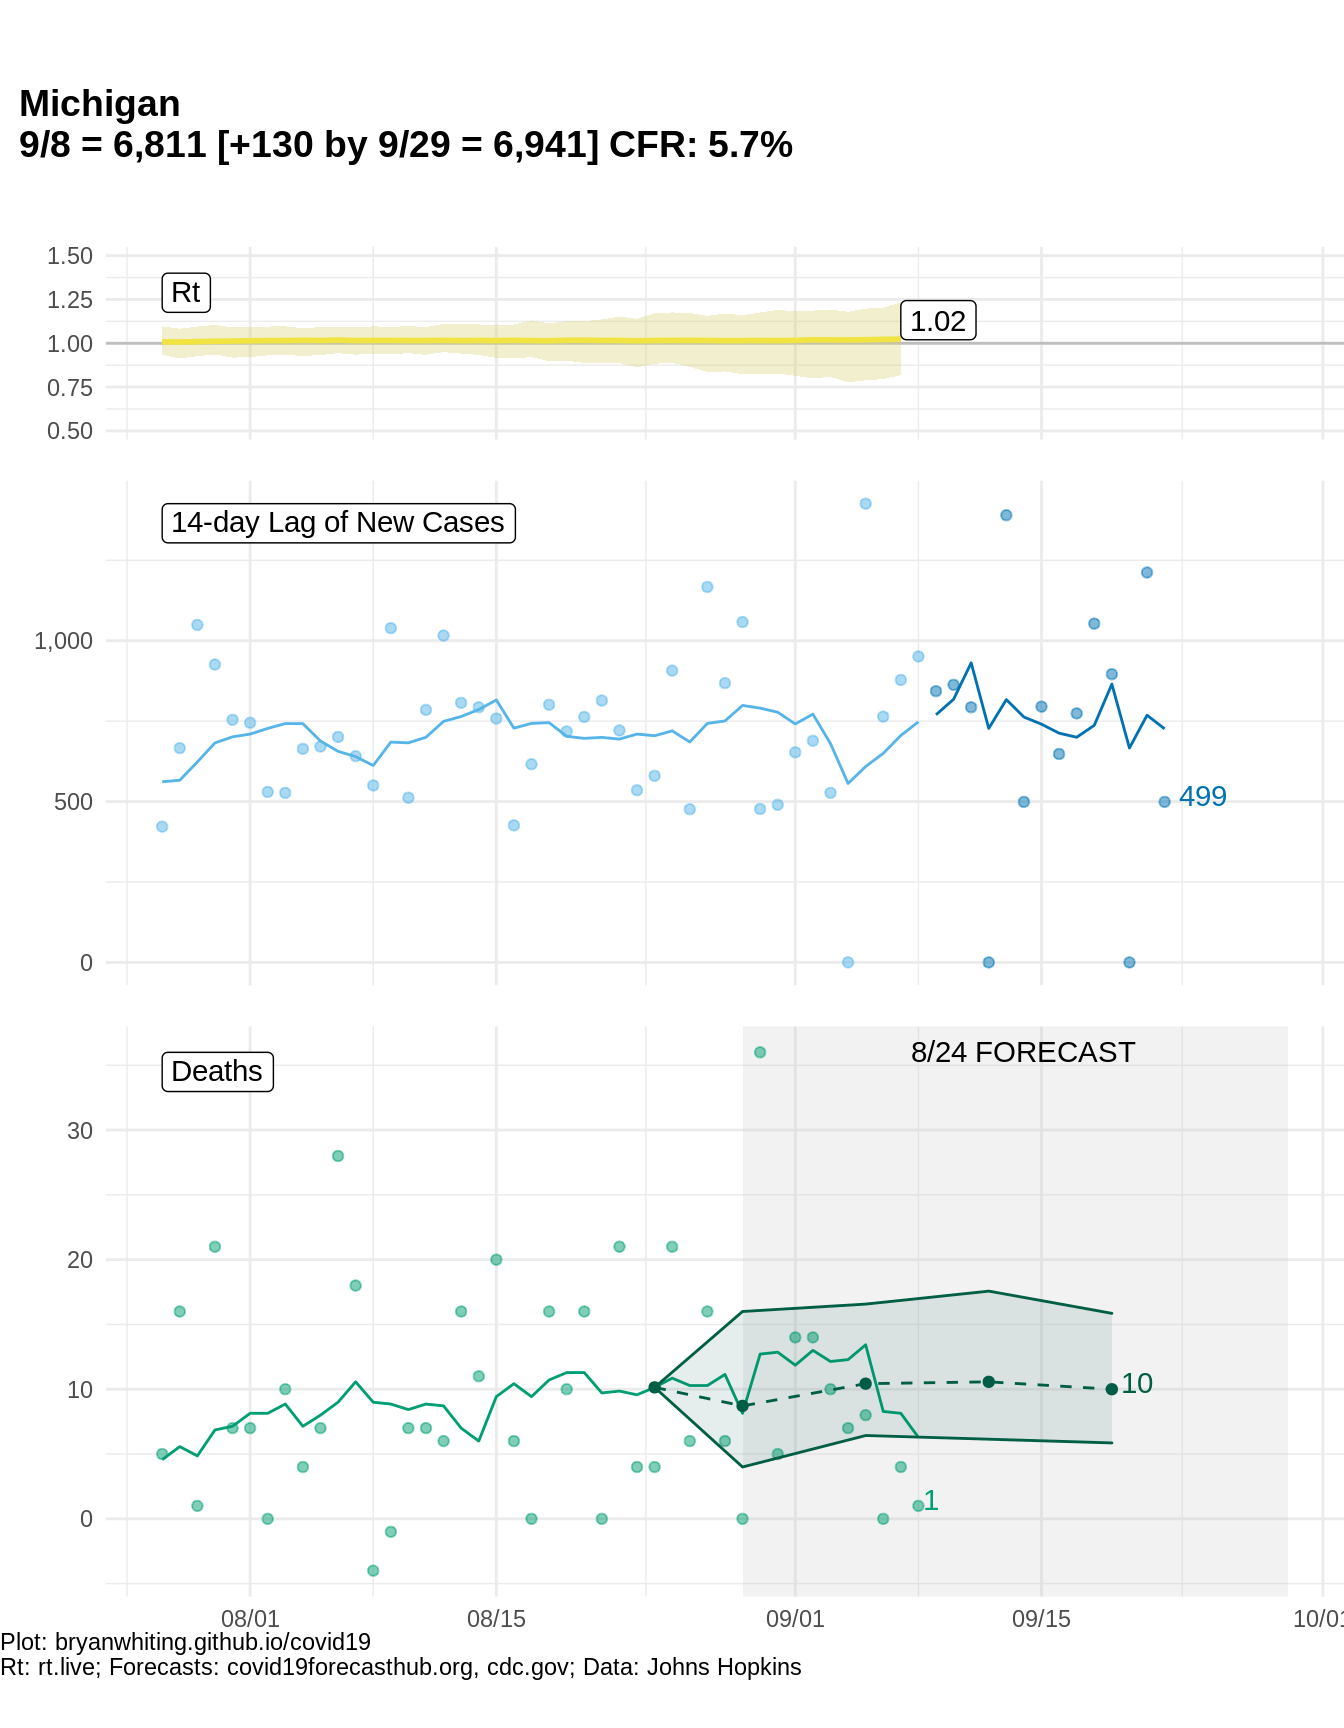 Michigan
9/8 = 6,811 [+130 by 9/29 = 6,941] CFR: 5.7%
1.50
Rt
1.25
1.02
1.00
0.75
0.50
14-day Lag of New Cases
1,000
500
499
0
8/24 FORECAST
Deaths
30
20
10
10
1
0
08/01 08/15 09/01 09/15 10/01
Plot: bryanwhiting.github.io/covid19
Rt: rt.live; Forecasts: covid19forecasthub.org, cdc.gov; Data: Johns Hopkins